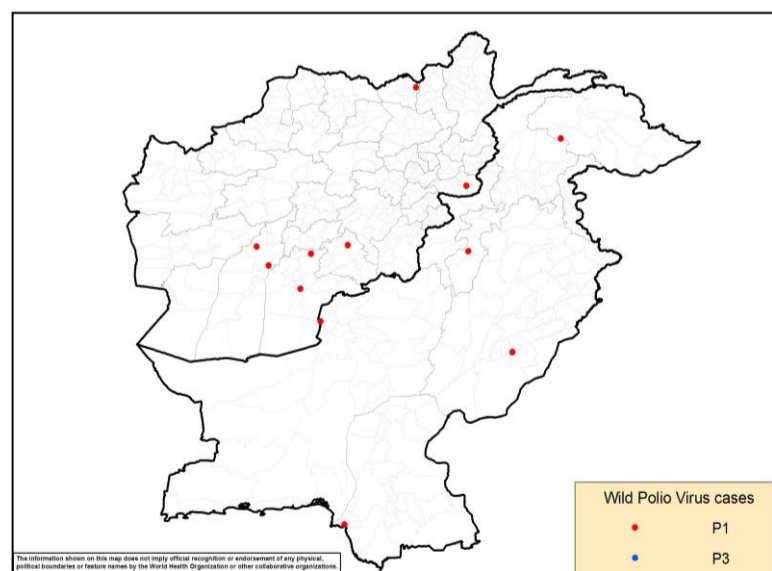 Wild Polio Virus cases
P1
P3
The information shown on this map does not imply official recognition or endorsement of any physical,
political boundaries or feature names by the World Health Organization or other collaborative organizations.